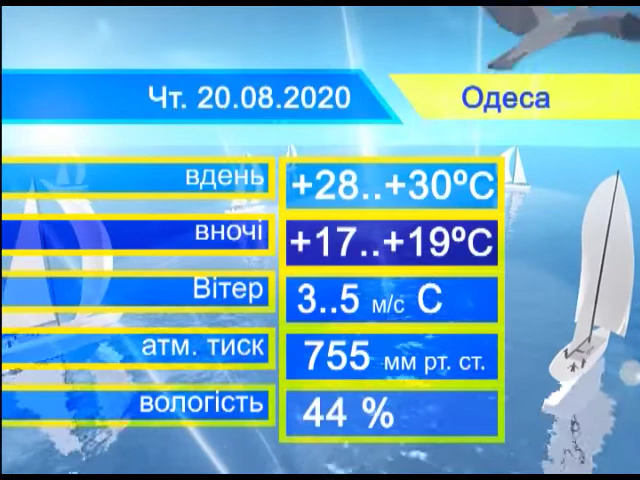 Чт. 20.08.2020 Одеса
вдень +28..+30ºC
вночі +17..+19ºC
Вітер 3..5 м/с С
атм. тиск 755 мм рт. ст.
вологість 44 %